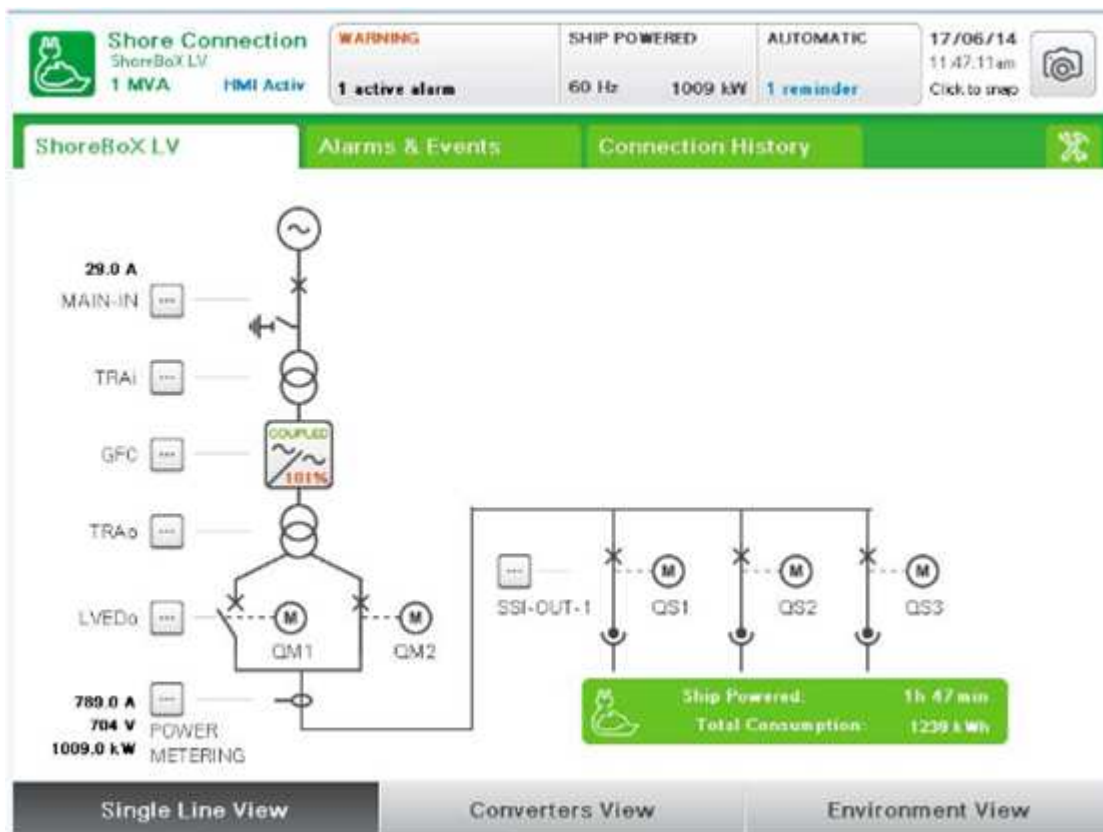 Shore Connection
ShoreBoX LV
1 MVA HMI Activ
WARNING
1 active alarm
SHIP POWERED
60 Hz 1009 kW
AUTOMATIC
1 reminder
17/06/14
11:47:11am
Click to snap
ShoreBoX LV
Alarms & Events
Connection History
29.0 A
MAIN-IN
TRAi
COUPLED
GFC
101%
TRAo
LVEDo
M
QM1
M
QM2
SSI-OUT-1
M
QS1
M
QS2
M
QS3
789.0 A
704 V
1009.0 kW
POWER
METERING
Ship Powered: 1h 47 min
Total Consumption: 1239 kWh
Single Line View
Converters View
Environment View